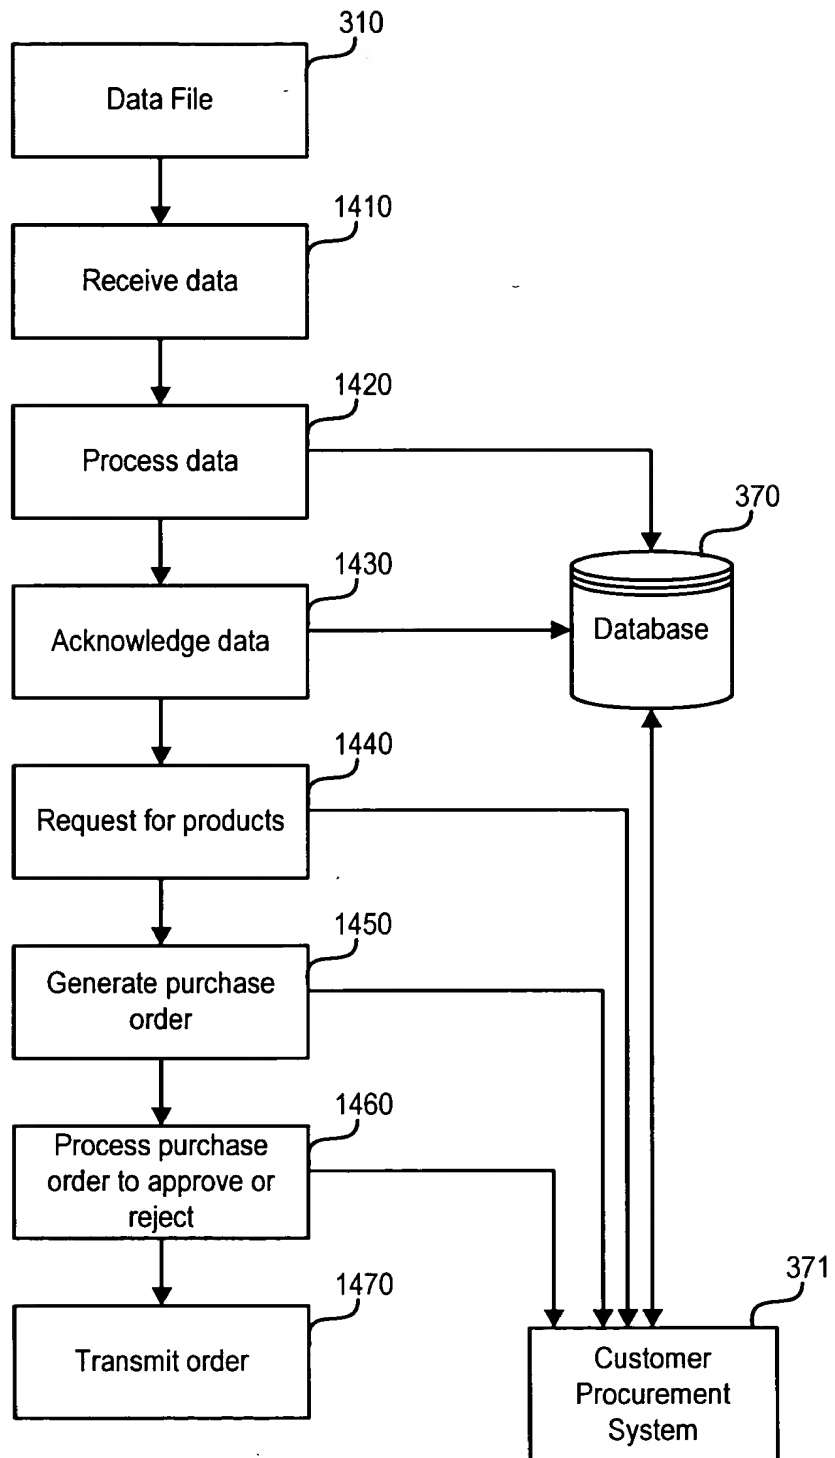 310
Data File
1410
Receive data
1420
Process data
370
1430
Database
Acknowledge data
1440
Request for products
1450
Generate purchase
order
1460
Process purchase
order to approve or
reject
1470
371
Transmit order
Customer
Procurement
System